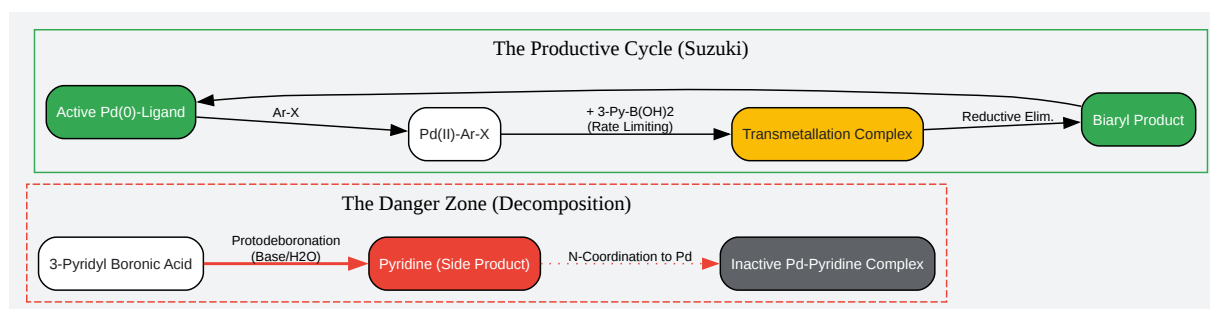 The Productive Cycle (Suzuki)
Active Pd(0)-Ligand
Ar-X
Pd(II)-Ar-X
+ 3-Py-B(OH)2
(Rate Limiting)
Transmetallation Complex
Reductive Elim.
Biaryl Product
The Danger Zone (Decomposition)
3-Pyridyl Boronic Acid
Protodeboronation
(Base/H2O)
Pyridine (Side Product)
N-Coordination to Pd
Inactive Pd-Pyridine Complex